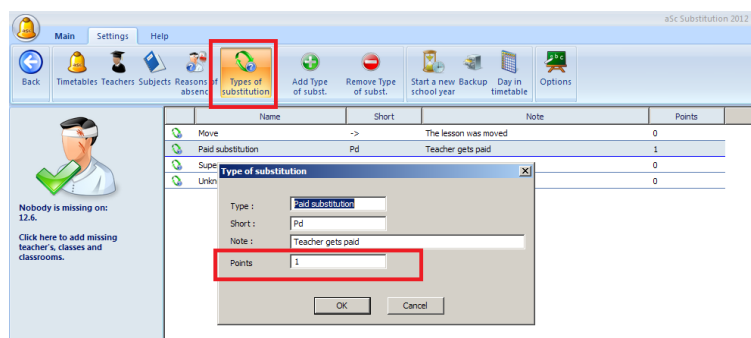 aSc Substitution 2012
Main Settings Help
Back Timetables Teachers Subjects Reasons of absence Types of substitution Add Type of subst. Remove Type of subst. Start a new school year Backup Day in timetable Options
Name Short Note Points
Move -> The lesson was moved 0
Paid substitution Pd Teacher gets paid 1
Supe 0
Unkn 0
Nobody is missing on:
12.6.
Click here to add missing
teacher's, classes and
classrooms.
Type of substitution
Type : Paid substitution
Short : Pd
Note : Teacher gets paid
Points 1
OK Cancel